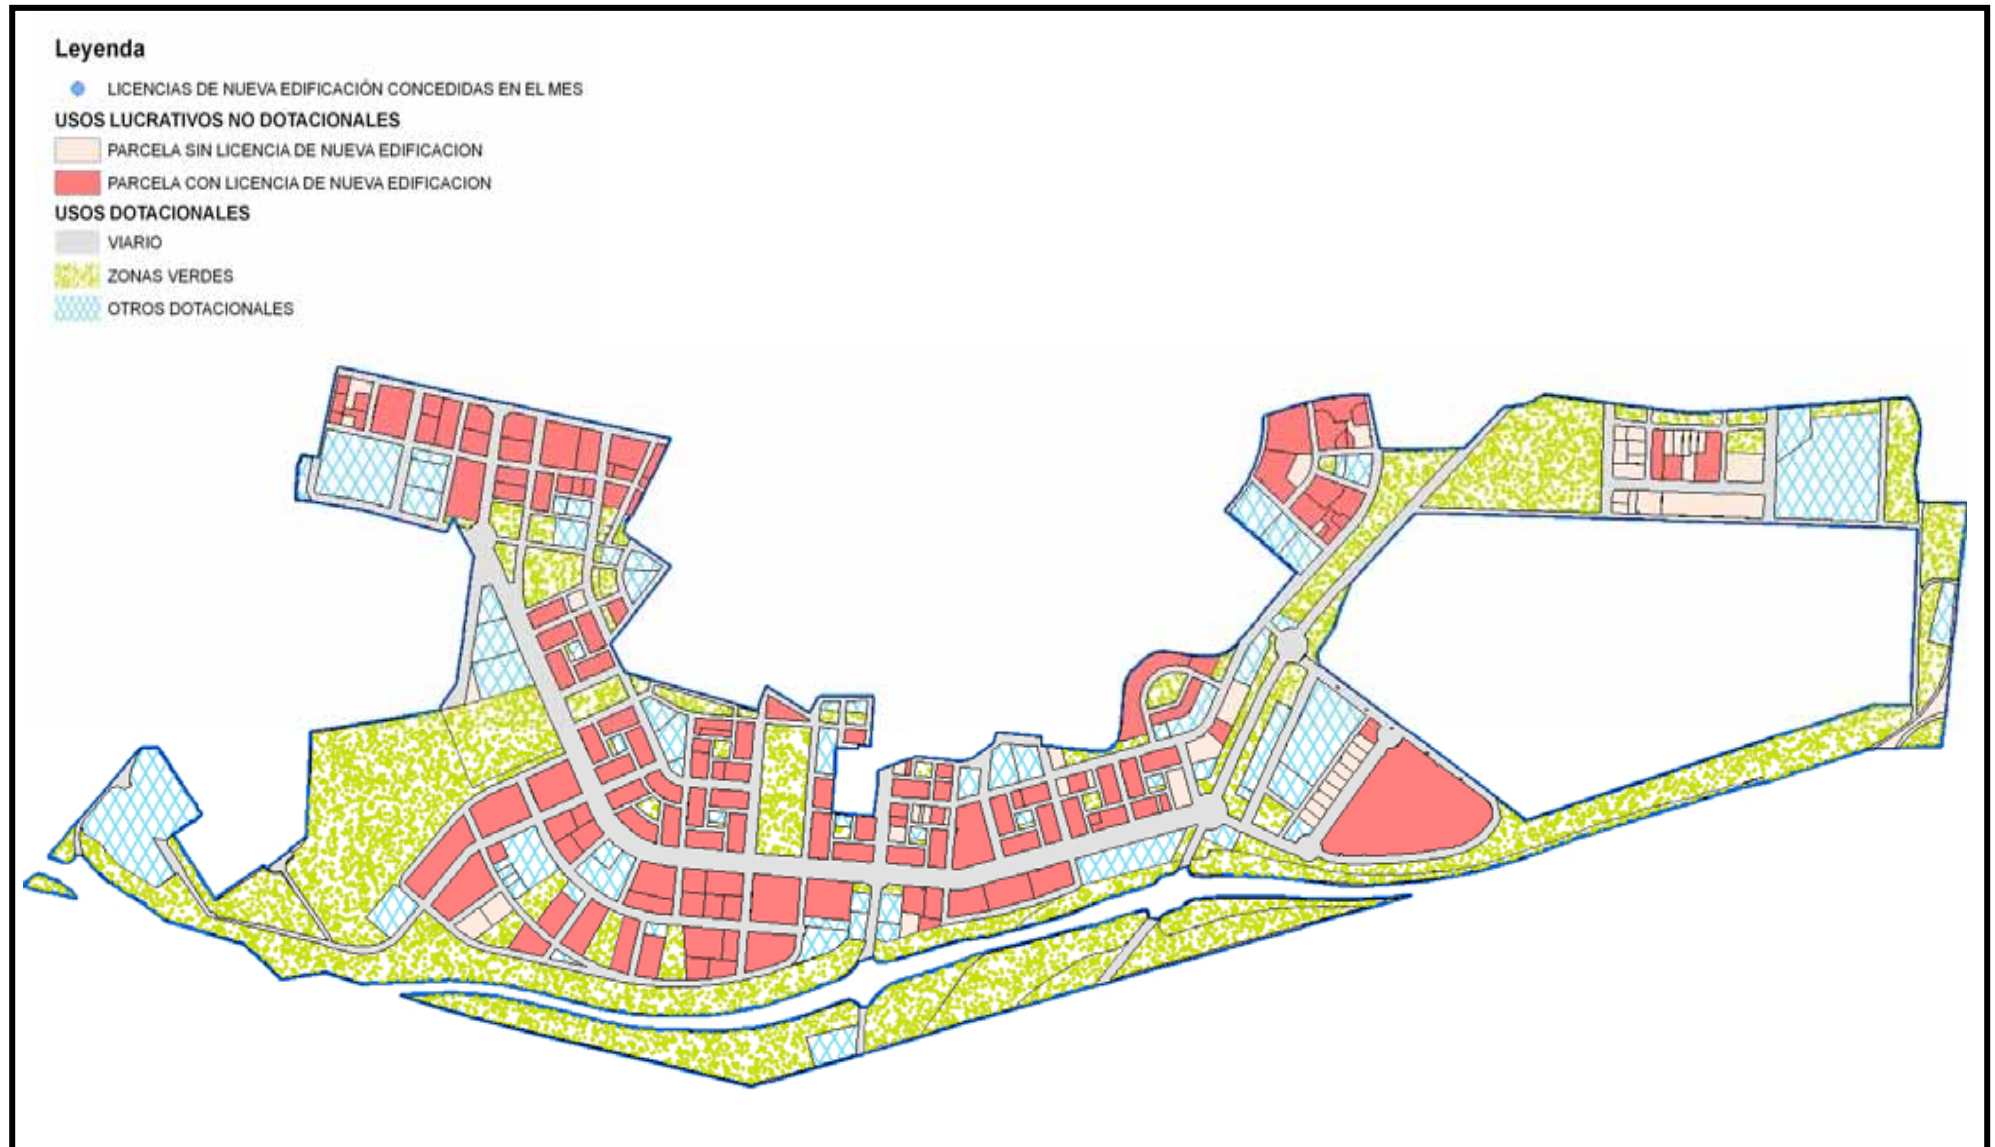 Leyenda
LICENCIAS DE NUEVA EDIFICACIÓN CONCEDIDAS EN EL MES
USOS LUCRATIVOS NO DOTACIONALES
PARCELA SIN LICENCIA DE NUEVA EDIFICACION
PARCELA CON LICENCIA DE NUEVA EDIFICACION
USOS DOTACIONALES
VIARIO
ZONAS VERDES
OTROS DOTACIONALES